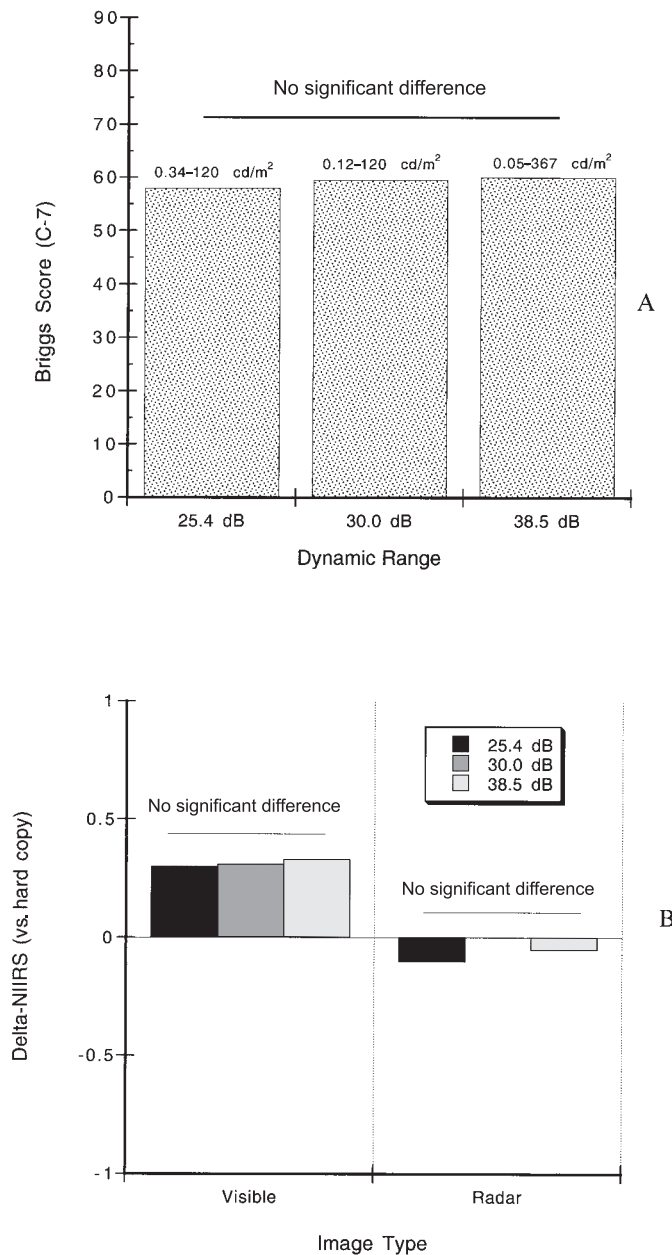 90
80
No significant difference
70
0.34–120 cd/m²
0.12–120 cd/m²
0.05–367 cd/m²
60
50
40
30
20
10
0
Briggs Score (C-7)
A
25.4 dB
30.0 dB
38.5 dB
Dynamic Range
1
25.4 dB
30.0 dB
38.5 dB
0.5
No significant difference
No significant difference
0
-0.5
-1
Delta-NIIRS (vs. hard copy)
B
Visible
Radar
Image Type